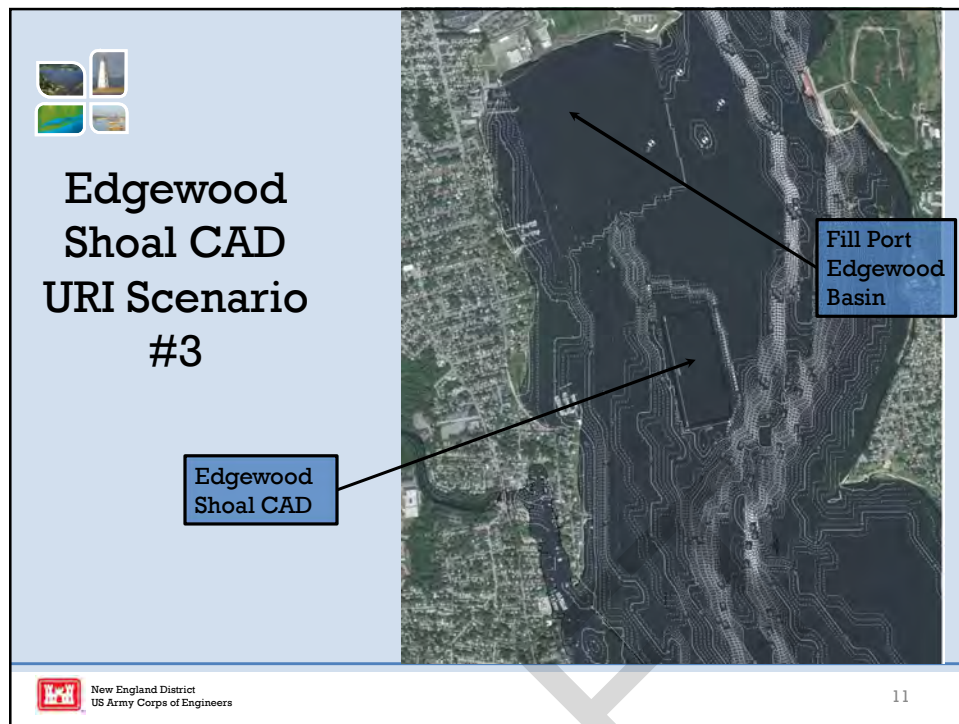 Edgewood
Shoal CAD
URI Scenario
#3
Fill Port
Edgewood
Basin
Edgewood
Shoal CAD
New England District
US Army Corps of Engineers
11